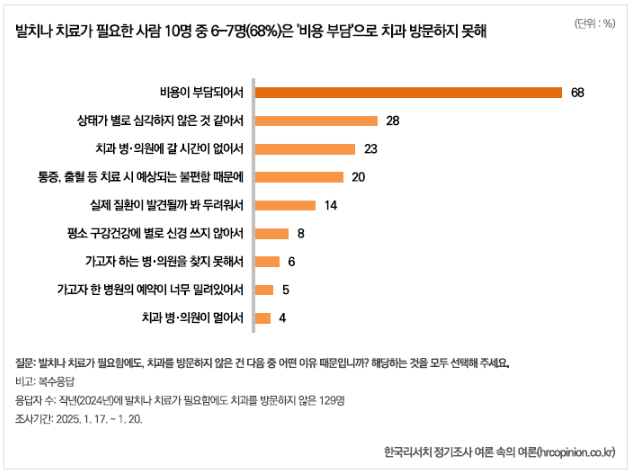 발치나 치료가 필요한 사람 10명 중 6–7명(68%)은 '비용 부담'으로 치과 방문하지 못해
(단위 : %)
비용이 부담되어서 68
상태가 별로 심각하지 않은 것 같아서 28
치과 병·의원에 갈 시간이 없어서 23
통증, 출혈 등 치료 시 예상되는 불편함 때문에 20
실제 질환이 발견될까 봐 두려워서 14
평소 구강건강에 별로 신경 쓰지 않아서 8
가고자 하는 병·의원을 찾지 못해서 6
가고자 한 병원의 예약이 너무 밀려있어서 5
치과 병·의원이 멀어서 4
질문: 발치나 치료가 필요함에도, 치과를 방문하지 않은 건 다음 중 어떤 이유 때문입니까? 해당하는 것을 모두 선택해 주세요.
비고: 복수응답
응답자 수: 작년(2024년)에 발치나 치료가 필요함에도 치과를 방문하지 않은 129명
조사기간: 2025. 1. 17. ~ 1. 20.
한국리서치 정기조사 여론 속의 여론(hrcopinion.co.kr)